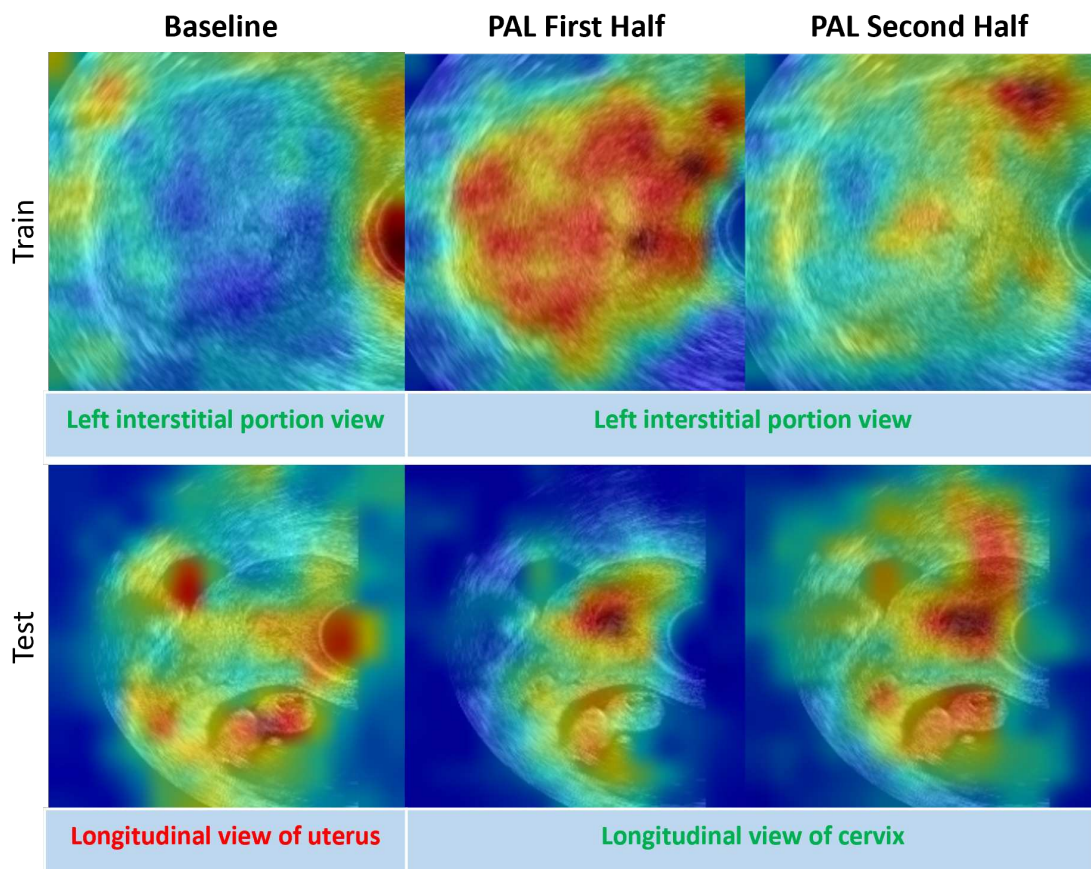 Baseline
PAL First Half
PAL Second Half
Train
Left interstitial portion view
Left interstitial portion view
Test
Longitudinal view of uterus
Longitudinal view of cervix